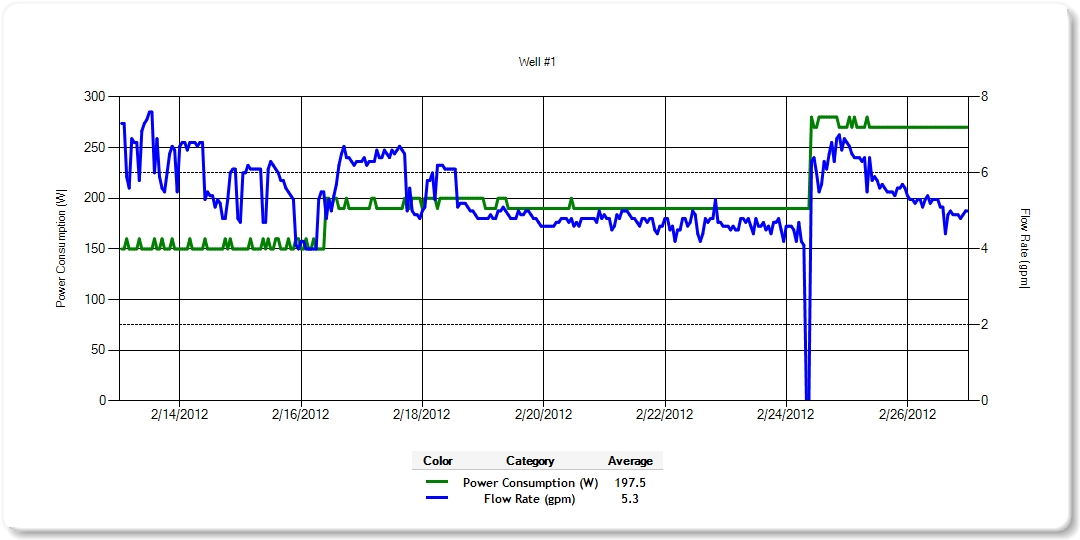 Well #1
300
250
200
150
100
50
0
Power Consumption (W)
8
6
4
2
0
Flow Rate (gpm)
2/14/2012 2/16/2012 2/18/2012 2/20/2012 2/22/2012 2/24/2012 2/26/2012
Color Category Average
Power Consumption (W) 197.5
Flow Rate (gpm) 5.3